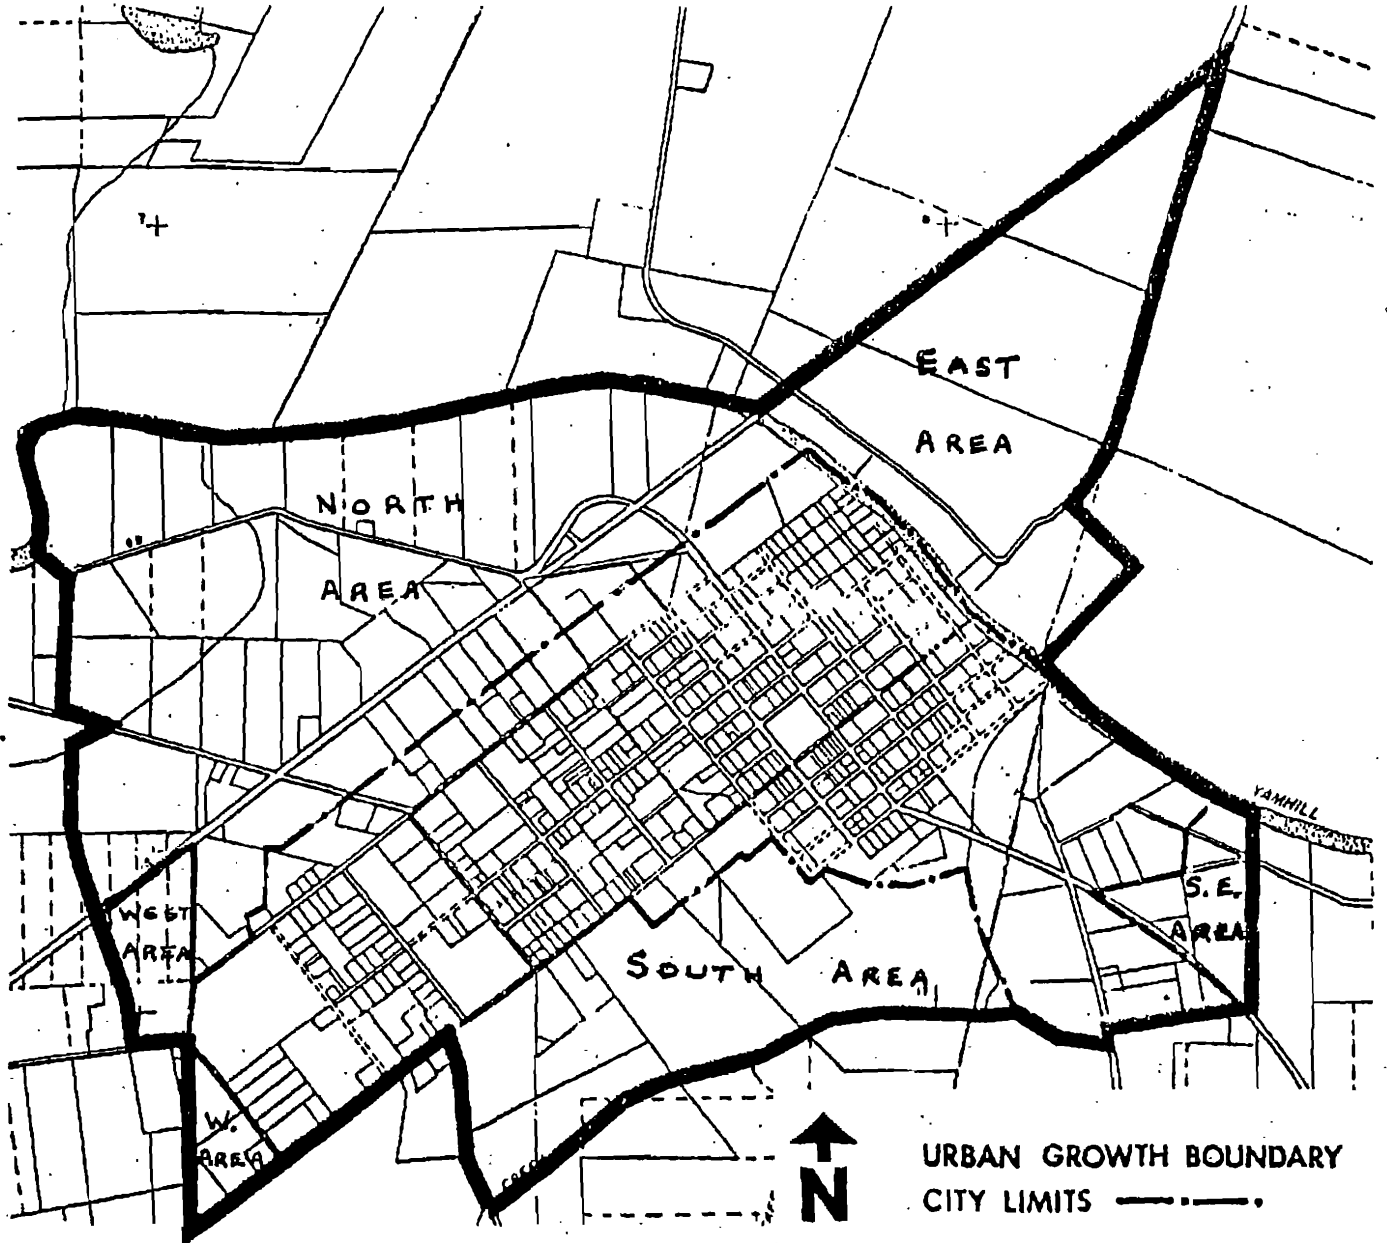 EAST
AREA
NORTH
AREA
YAMHILL
S. E.
AREA
WEST
AREA
SOUTH AREA
W.
AREA
N
URBAN GROWTH BOUNDARY
CITY LIMITS